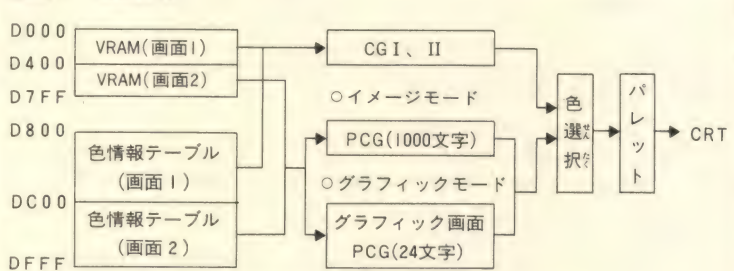 D000
VRAM(画面1)
D400
VRAM(画面2)
D7FF
D800
色情報テーブル
(画面1)
DC00
色情報テーブル
(画面2)
DFFF
CGⅠ、Ⅱ
○イメージモード
PCG(1000文字)
○グラフィックモード
グラフィック画面
PCG(24文字)
色選択
せんたく
パレット
CRT